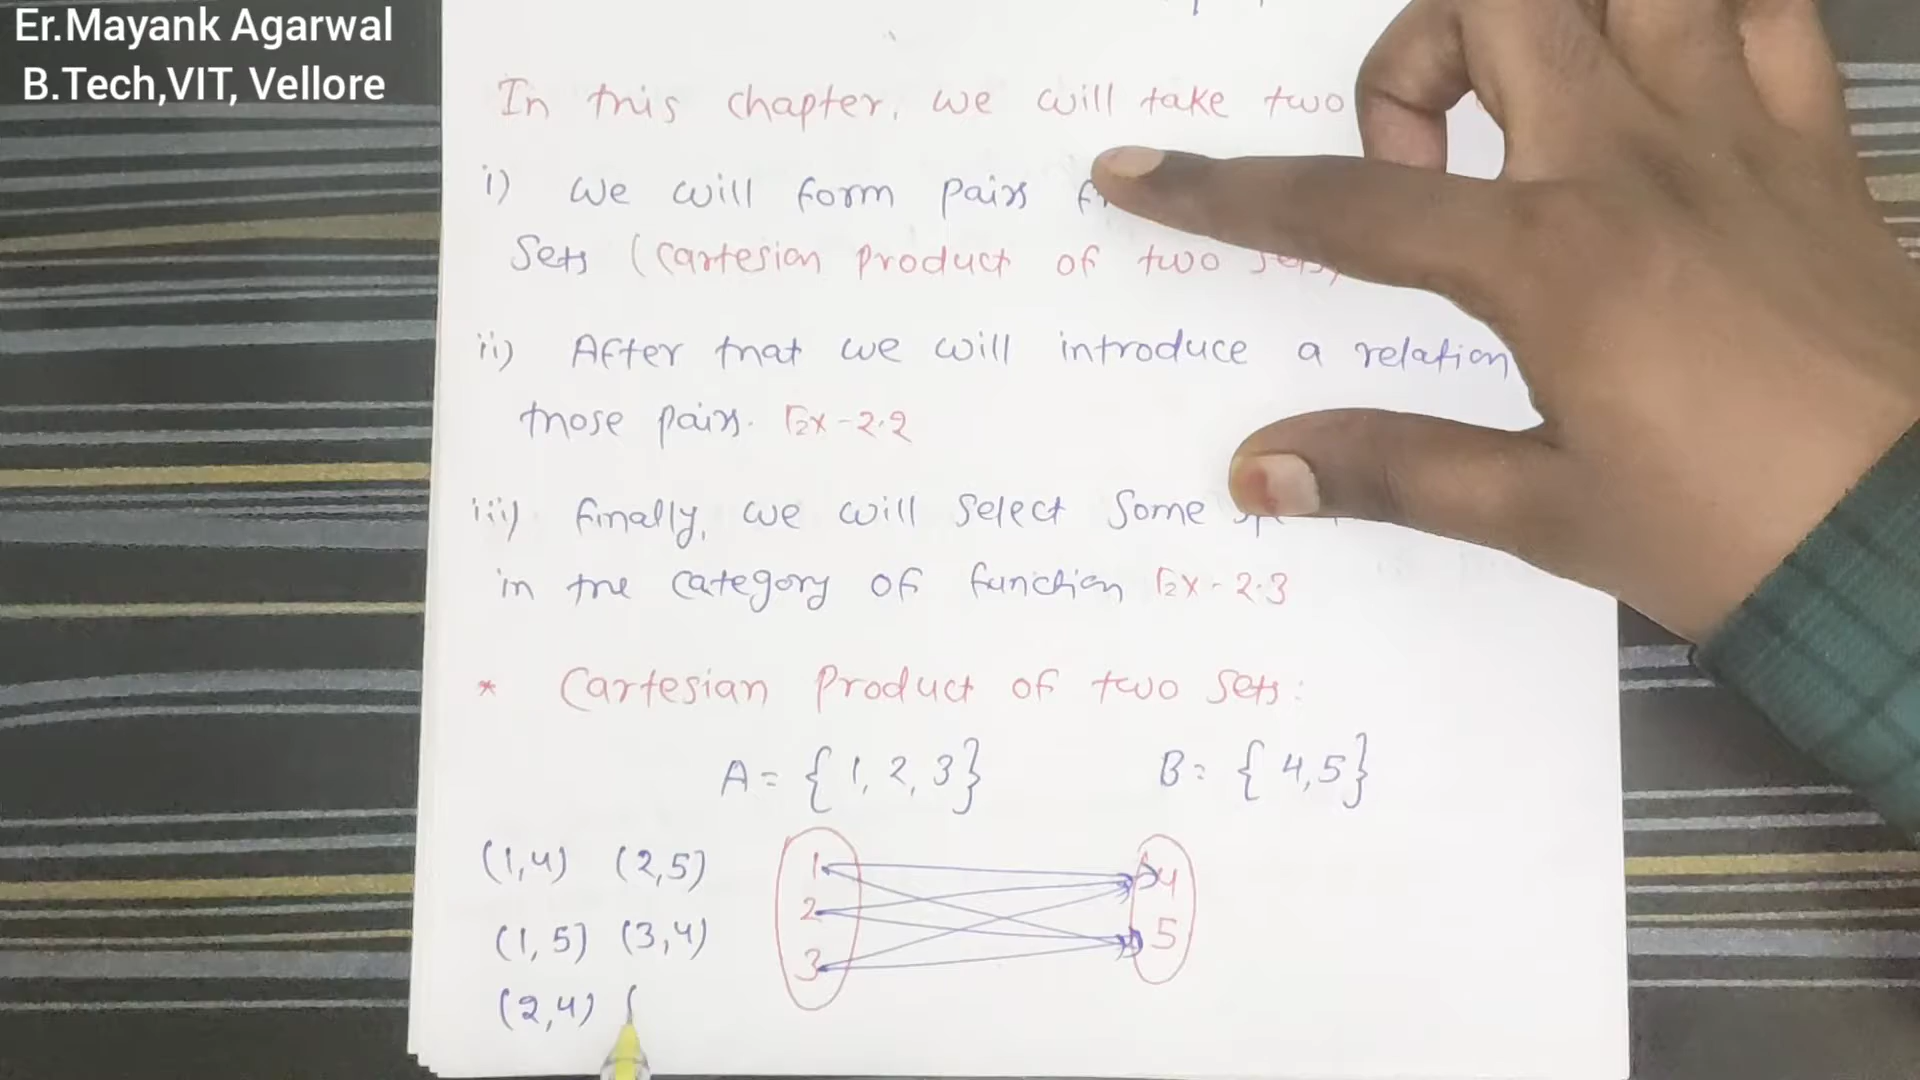 Er.Mayank Agarwal
B.Tech,VIT, Vellore
In this chapter, we will take two
i) We will form pairs
Sets (Cartesian Product of two sets)
ii) After that we will introduce a relation
those pairs. Ex-2.2
iii) Finally, we will select some
in the category of function Ex-2.3
* Cartesian Product of two sets:
A = {1, 2, 3} B = {4,5}
(1,4) (2,5) 1 4
2
(1,5) (3,4) 5
3
(2,4) (